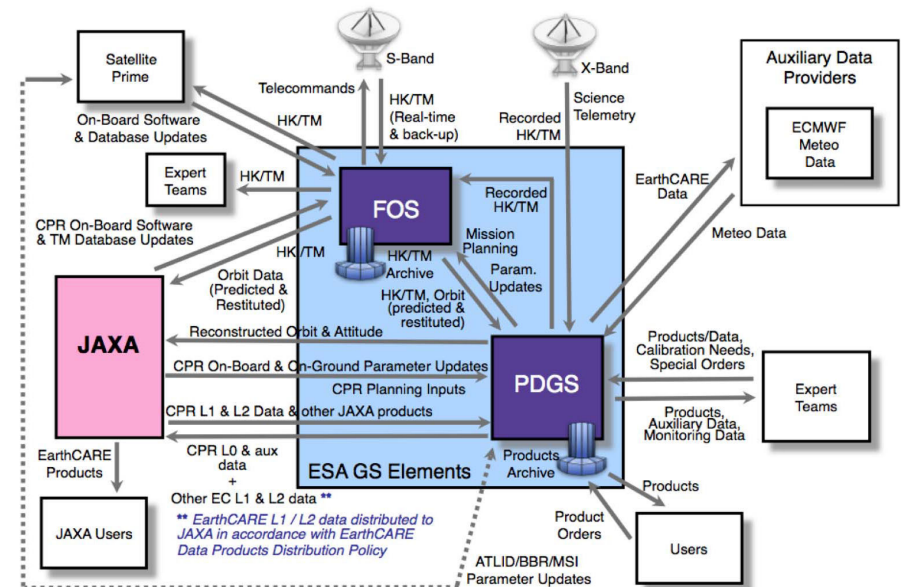 Satellite
Prime
S-Band
X-Band
Auxiliary Data
Providers
Telecommands
Science
Telemetry
HK/TM
HK/TM
(Real-time
& back-up)
Recorded
HK/TM
ECMWF
Meteo
Data
On-Board Software
& Database Updates
Expert
Teams
HK/TM
FOS
Recorded
HK/TM
EarthCARE
Data
CPR On-Board Software
& TM Database Updates
Mission
Planning
Meteo Data
HK/TM
HK/TM
Archive
Param.
Updates
Orbit Data
(Predicted &
Restituted)
HK/TM, Orbit
(predicted &
restituted)
JAXA
Reconstructed Orbit & Attitude
Products/Data,
Calibration Needs,
Special Orders
CPR On-Board & On-Ground Parameter Updates
PDGS
CPR Planning Inputs
Expert
Teams
CPR L1 & L2 Data & other JAXA products
Products,
Auxiliary Data,
Monitoring Data
EarthCARE
Products
CPR L0 & aux
data
+
Other EC L1 & L2 data **
ESA GS Elements
Products
Archive
Products
** EarthCARE L1 / L2 data distributed to
JAXA in accordance with EarthCARE
Data Products Distribution Policy
JAXA Users
Product
Orders
Users
ATLID/BBR/MSI
Parameter Updates